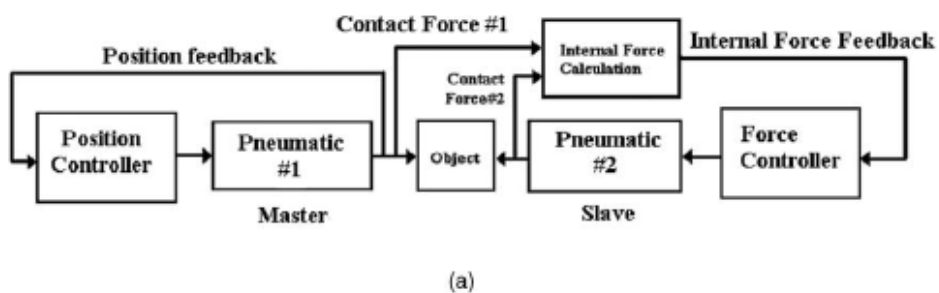 Contact Force #1
Position feedback
Internal Force
Calculation
Internal Force Feedback
Contact
Force#2
Position
Controller
Pneumatic
#1
Object
Pneumatic
#2
Force
Controller
Master
Slave
(a)